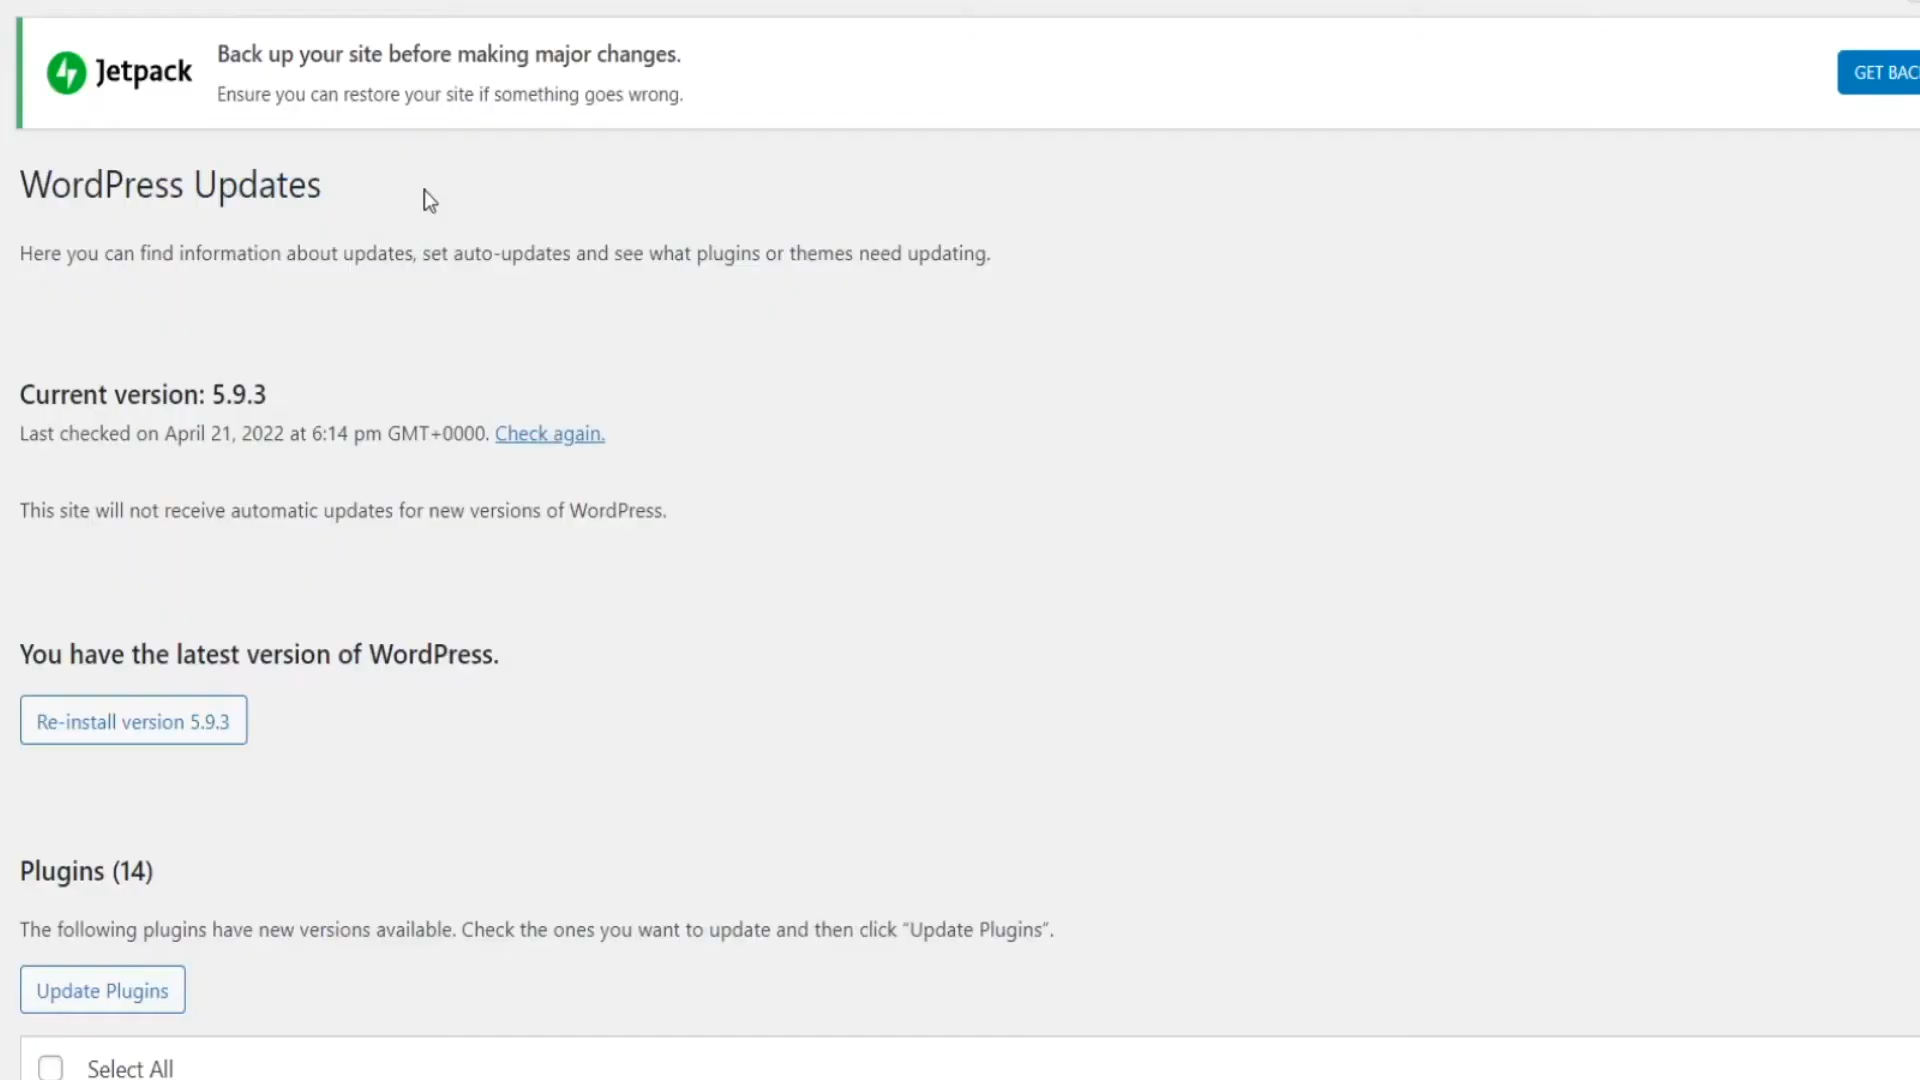 Jetpack
Back up your site before making major changes.
Ensure you can restore your site if something goes wrong.
GET BAC
WordPress Updates
Here you can find information about updates, set auto-updates and see what plugins or themes need updating.
Current version: 5.9.3
Last checked on April 21, 2022 at 6:14 pm GMT+0000. Check again.
This site will not receive automatic updates for new versions of WordPress.
You have the latest version of WordPress.
Re-install version 5.9.3
Plugins (14)
The following plugins have new versions available. Check the ones you want to update and then click “Update Plugins”.
Update Plugins
Select All